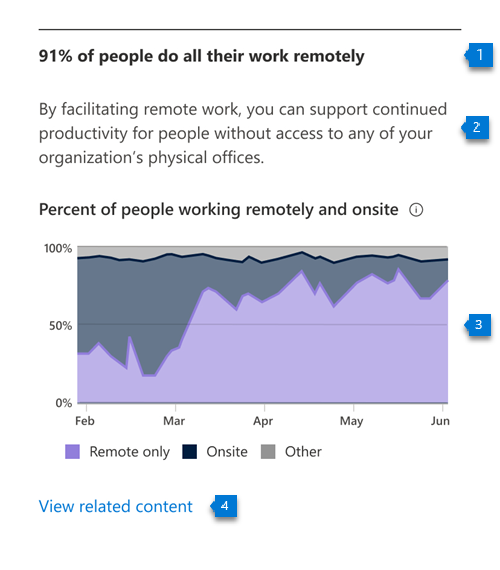 91% of people do all their work remotely
1
By facilitating remote work, you can support continued
productivity for people without access to any of your
organization's physical offices.
2
Percent of people working remotely and onsite
100%
50%
0%
3
Feb Mar Apr May Jun
Remote only Onsite Other
View related content 4